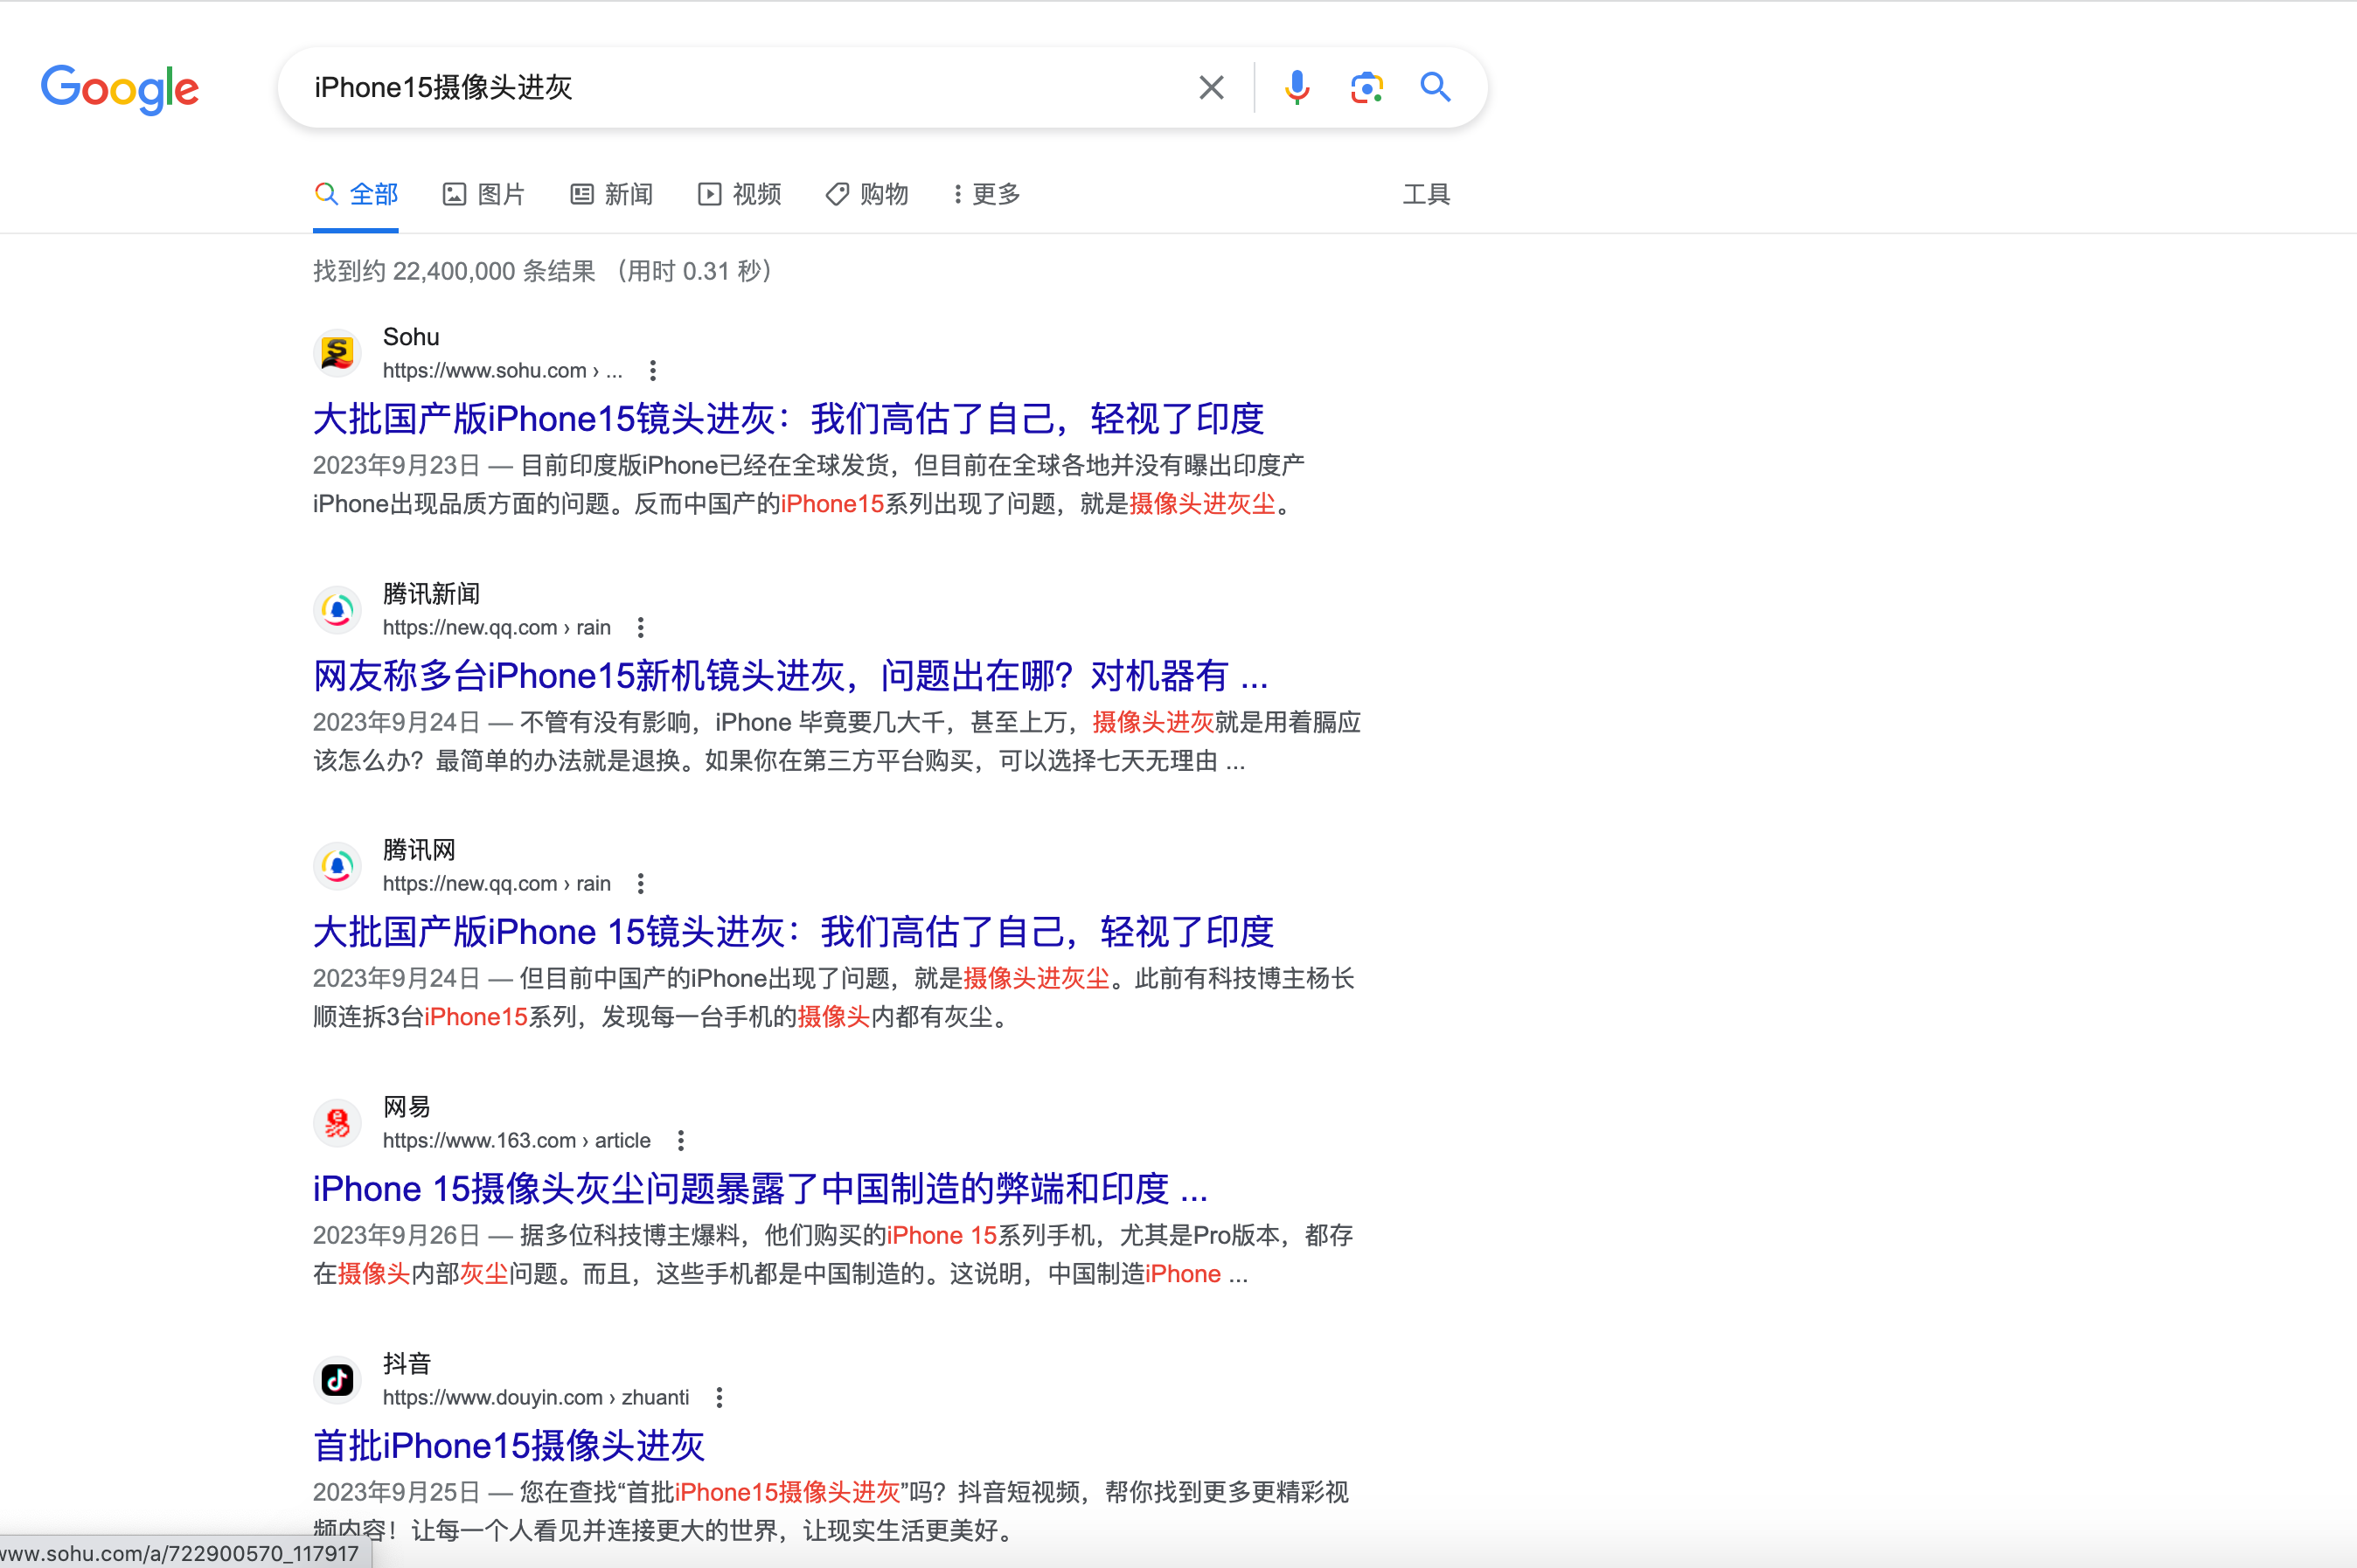 Google
iPhone15摄像头进灰
全部 图片 新闻 视频 购物 更多 工具
找到约 22,400,000 条结果 （用时 0.31 秒）
Sohu
https://www.sohu.com › ...
大批国产版iPhone15镜头进灰：我们高估了自己，轻视了印度
2023年9月23日 — 目前印度版iPhone已经在全球发货，但目前在全球各地并没有曝出印度产
iPhone出现品质方面的问题。反而中国产的iPhone15系列出现了问题，就是摄像头进灰尘。
腾讯新闻
https://new.qq.com › rain
网友称多台iPhone15新机镜头进灰，问题出在哪？对机器有 ...
2023年9月24日 — 不管有没有影响，iPhone 毕竟要几大千，甚至上万，摄像头进灰就是用着膈应
该怎么办？最简单的办法就是退换。如果你在第三方平台购买，可以选择七天无理由 ...
腾讯网
https://new.qq.com › rain
大批国产版iPhone 15镜头进灰：我们高估了自己，轻视了印度
2023年9月24日 — 但目前中国产的iPhone出现了问题，就是摄像头进灰尘。此前有科技博主杨长
顺连拆3台iPhone15系列，发现每一台手机的摄像头内都有灰尘。
网易
https://www.163.com › article
iPhone 15摄像头灰尘问题暴露了中国制造的弊端和印度 ...
2023年9月26日 — 据多位科技博主爆料，他们购买的iPhone 15系列手机，尤其是Pro版本，都存
在摄像头内部灰尘问题。而且，这些手机都是中国制造的。这说明，中国制造iPhone ...
抖音
https://www.douyin.com › zhuanti
首批iPhone15摄像头进灰
2023年9月25日 — 您在查找“首批iPhone15摄像头进灰”吗？抖音短视频，帮你找到更多更精彩视
频内容！让每一个人看见并连接更大的世界，让现实生活更美好。
www.sohu.com/a/722900570_117917